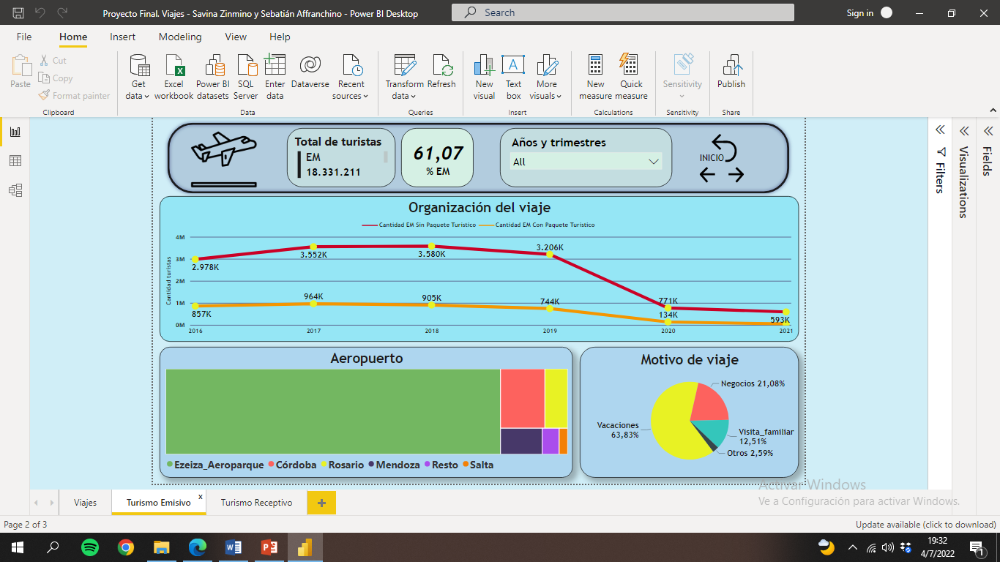 Proyecto Final. Viajes - Savina Zinmino y Sebatián Affranchino - Power BI Desktop
Search
Sign in
File
Home
Insert
Modeling
View
Help
Paste
Cut
Copy
Format painter
Get data
Excel workbook
Power BI datasets
SQL Server
Enter data
Dataverse
Recent sources
Transform data
Refresh
New visual
Text box
More visuals
New measure
Quick measure
Sensitivity
Publish
Clipboard
Data
Queries
Insert
Calculations
Sensitivity
Share
Total de turistas
EM
18.331.211
61,07
% EM
Años y trimestres
All
INICIO
Filters
Visualizations
Fields
Organización del viaje
Cantidad EM Sin Paquete Turistico
Cantidad EM Con Paquete Turistico
Cantidad turistas
4M
3M
2M
1M
0M
2.978K
3.552K
3.580K
3.206K
771K
593K
857K
964K
905K
744K
134K
2016
2017
2018
2019
2020
2021
Aeropuerto
Ezeiza_Aeroparque
Córdoba
Rosario
Mendoza
Resto
Salta
Motivo de viaje
Negocios 21,08%
Vacaciones
63,83%
Visita_familiar
12,51%
Otros 2,59%
Activar Windows
Ve a Configuración para activar Windows.
Viajes
Turismo Emisivo
x
Turismo Receptivo
Page 2 of 3
Update available (click to download)
19:32
4/7/2022
1